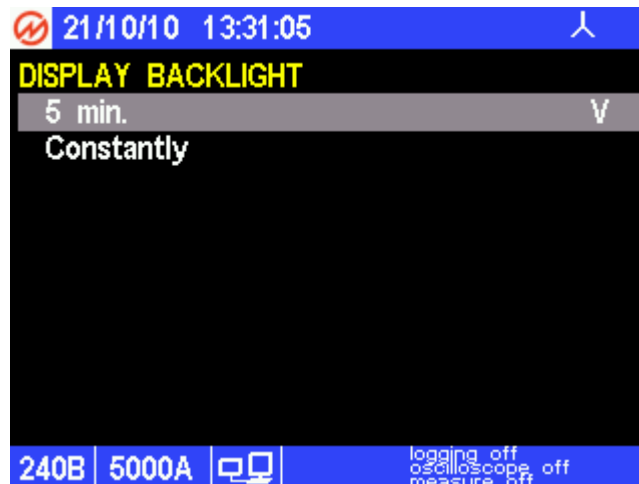 21/10/10 13:31:05
DISPLAY BACKLIGHT
5 min. V
Constantly
240B 5000A
logging off
oscilloscope off
measure off